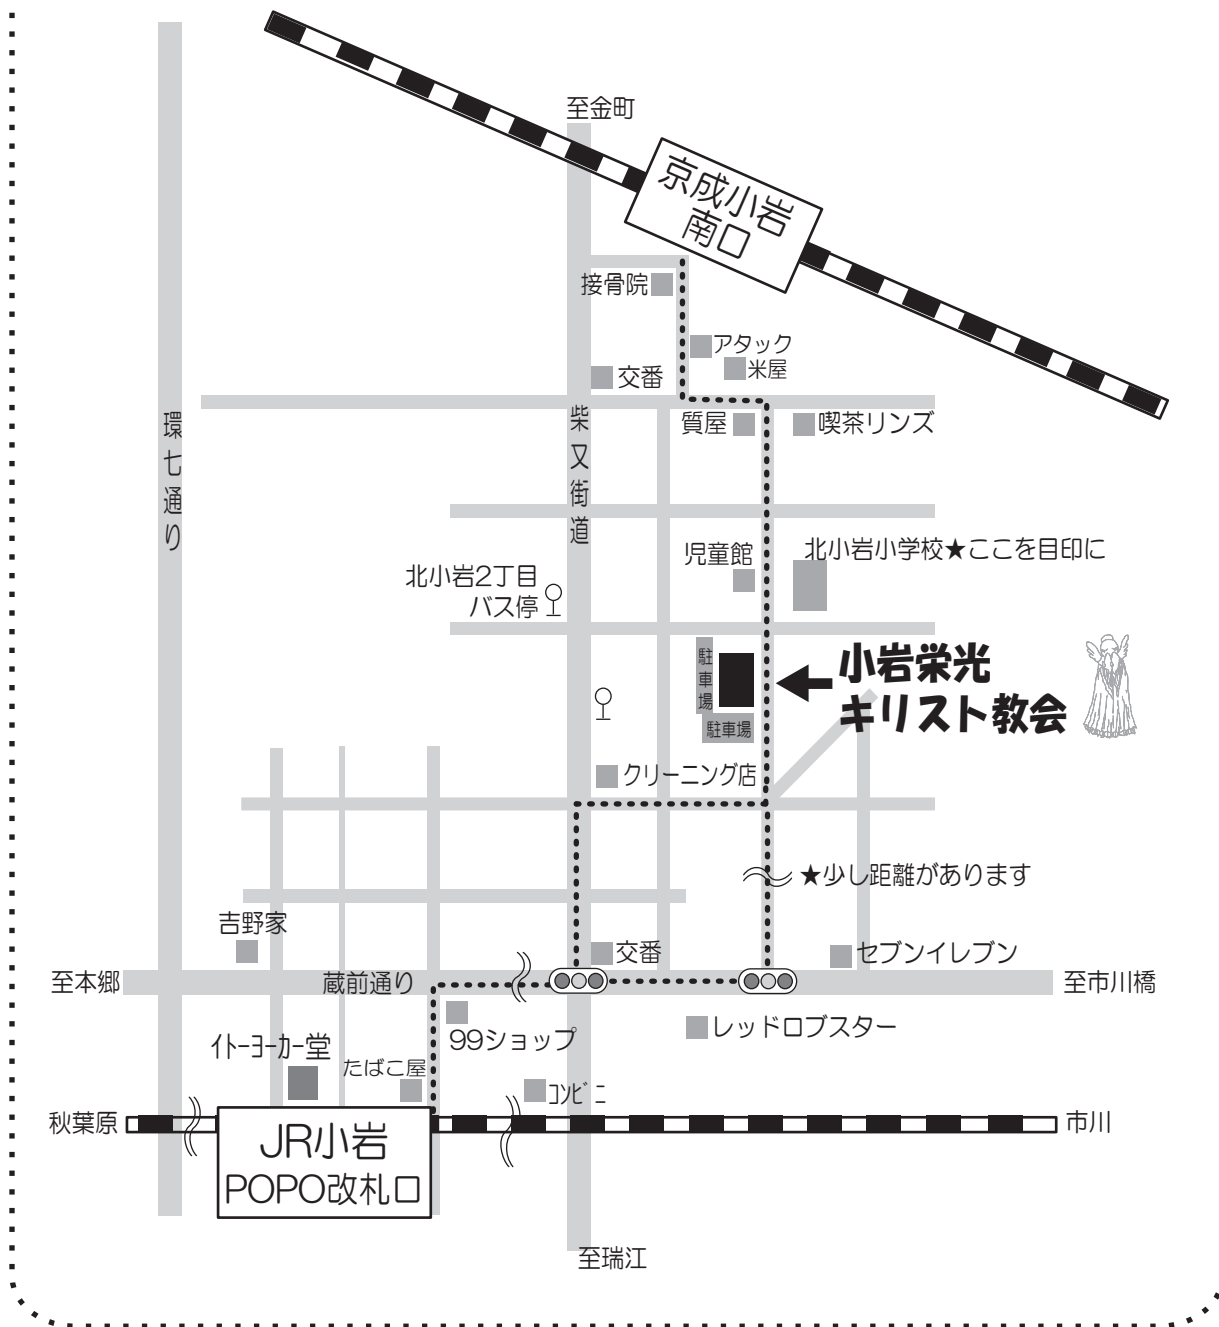 至金町
京成小岩
南口
接骨院
アタック
米屋
交番
環七通り
柴又街道
質屋
喫茶リンズ
児童館
北小岩小学校★ここを目印に
北小岩2丁目
バス停
駐車場
小岩栄光
キリスト教会
駐車場
クリーニング店
★少し距離があります
吉野家
交番
セブンイレブン
至本郷
蔵前通り
至市川橋
99ショップ
レッドロブスター
イトーヨーカー堂
たばこ屋
コンビニ
秋葉原
市川
JR小岩
POPO改札口
至瑞江